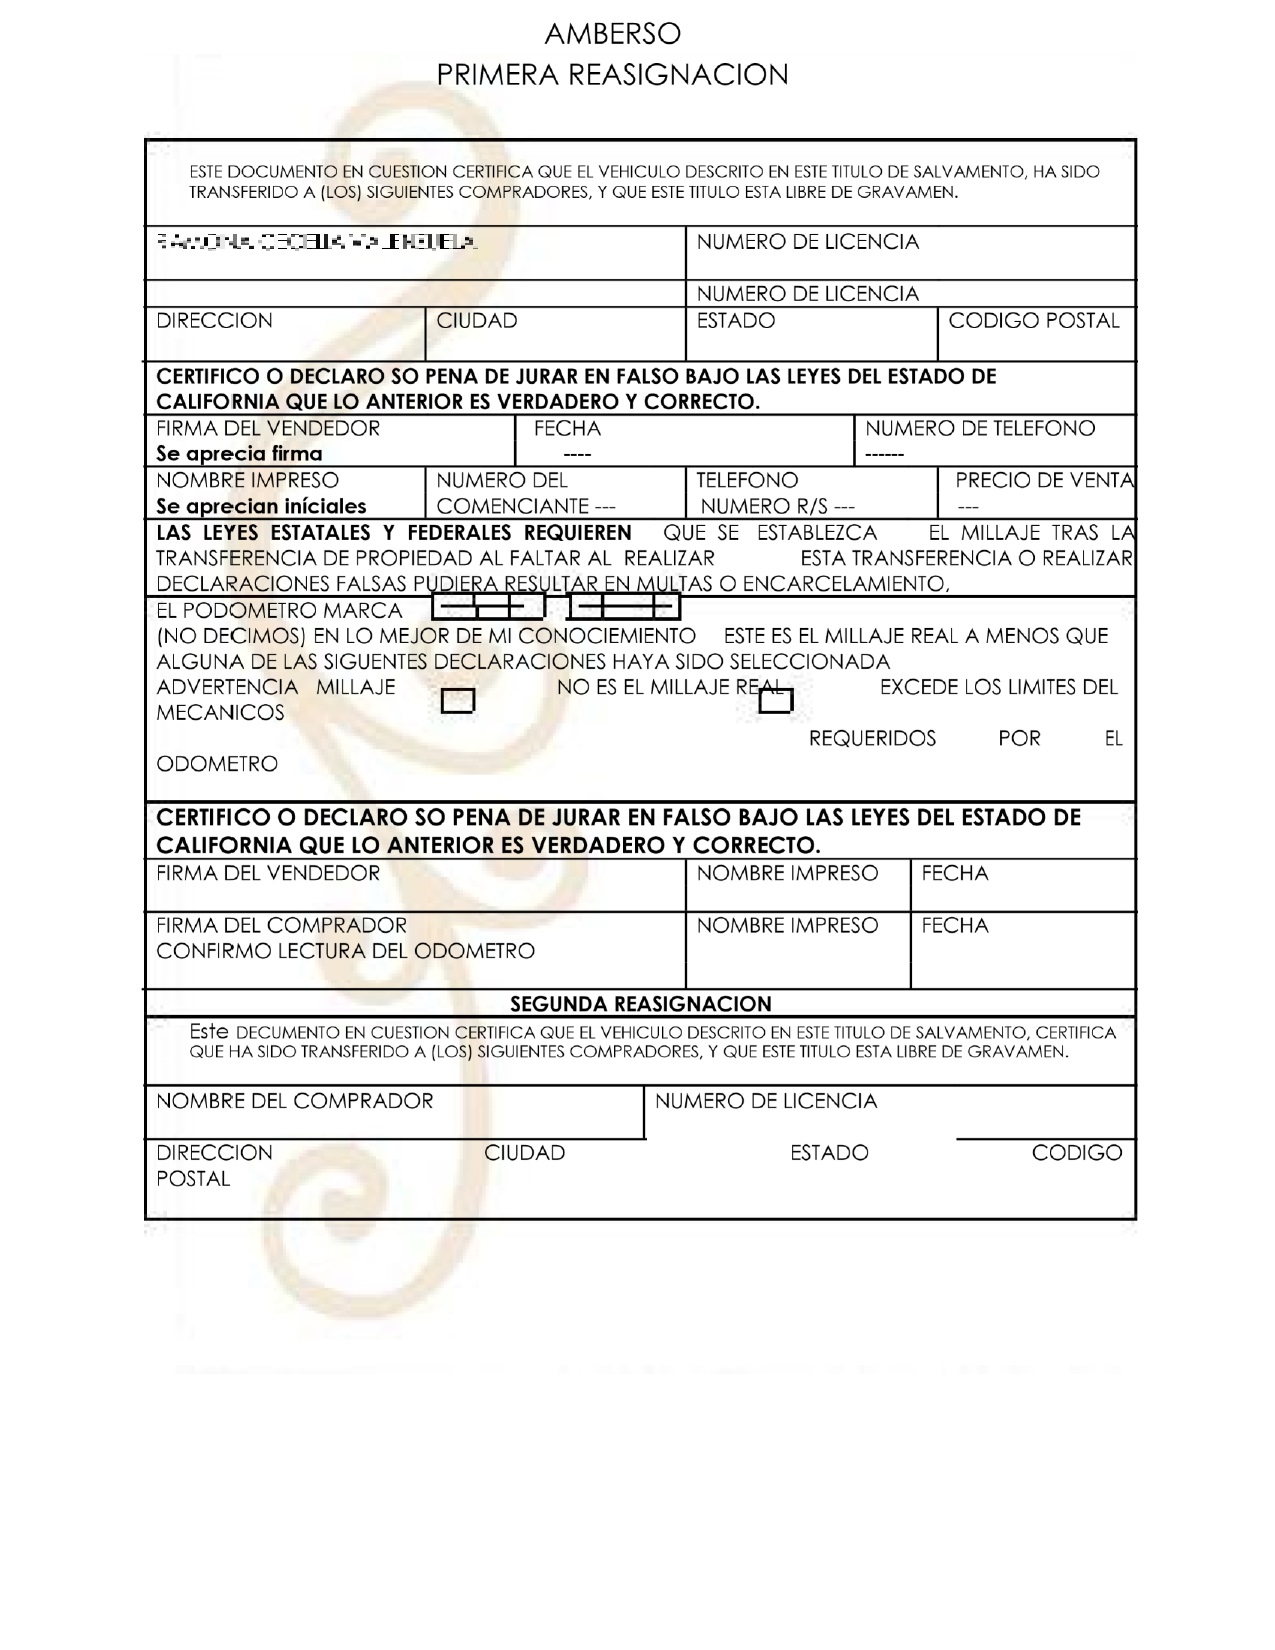 AMBERSO
PRIMERA REASIGNACION
ESTE DOCUMENTO EN CUESTION CERTIFICA QUE EL VEHICULO DESCRITO EN ESTE TITULO DE SALVAMENTO, HA SIDO
TRANSFERIDO A (LOS) SIGUIENTES COMPRADORES, Y QUE ESTE TITULO ESTA LIBRE DE GRAVAMEN.
NUMERO DE LICENCIA
NUMERO DE LICENCIA
DIRECCION CIUDAD ESTADO CODIGO POSTAL
CERTIFICO O DECLARO SO PENA DE JURAR EN FALSO BAJO LAS LEYES DEL ESTADO DE
CALIFORNIA QUE LO ANTERIOR ES VERDADERO Y CORRECTO.
FIRMA DEL VENDEDOR FECHA NUMERO DE TELEFONO
Se aprecia firma ---- ------
NOMBRE IMPRESO NUMERO DEL TELEFONO PRECIO DE VENTA
Se aprecian iníciales COMENCIANTE --- NUMERO R/S --- ---
LAS LEYES ESTATALES Y FEDERALES REQUIEREN QUE SE ESTABLEZCA EL MILLAJE TRAS LA
TRANSFERENCIA DE PROPIEDAD AL FALTAR AL REALIZAR ESTA TRANSFERENCIA O REALIZAR
DECLARACIONES FALSAS PUDIERA RESULTAR EN MULTAS O ENCARCELAMIENTO,
EL PODOMETRO MARCA
(NO DECIMOS) EN LO MEJOR DE MI CONOCIEMIENTO ESTE ES EL MILLAJE REAL A MENOS QUE
ALGUNA DE LAS SIGUENTES DECLARACIONES HAYA SIDO SELECCIONADA
ADVERTENCIA MILLAJE NO ES EL MILLAJE REAL EXCEDE LOS LIMITES DEL
MECANICOS
REQUERIDOS POR EL
ODOMETRO
CERTIFICO O DECLARO SO PENA DE JURAR EN FALSO BAJO LAS LEYES DEL ESTADO DE
CALIFORNIA QUE LO ANTERIOR ES VERDADERO Y CORRECTO.
FIRMA DEL VENDEDOR NOMBRE IMPRESO FECHA
FIRMA DEL COMPRADOR NOMBRE IMPRESO FECHA
CONFIRMO LECTURA DEL ODOMETRO
SEGUNDA REASIGNACION
Este DECUMENTO EN CUESTION CERTIFICA QUE EL VEHICULO DESCRITO EN ESTE TITULO DE SALVAMENTO, CERTIFICA
QUE HA SIDO TRANSFERIDO A (LOS) SIGUIENTES COMPRADORES, Y QUE ESTE TITULO ESTA LIBRE DE GRAVAMEN.
NOMBRE DEL COMPRADOR NUMERO DE LICENCIA
DIRECCION CIUDAD ESTADO CODIGO
POSTAL